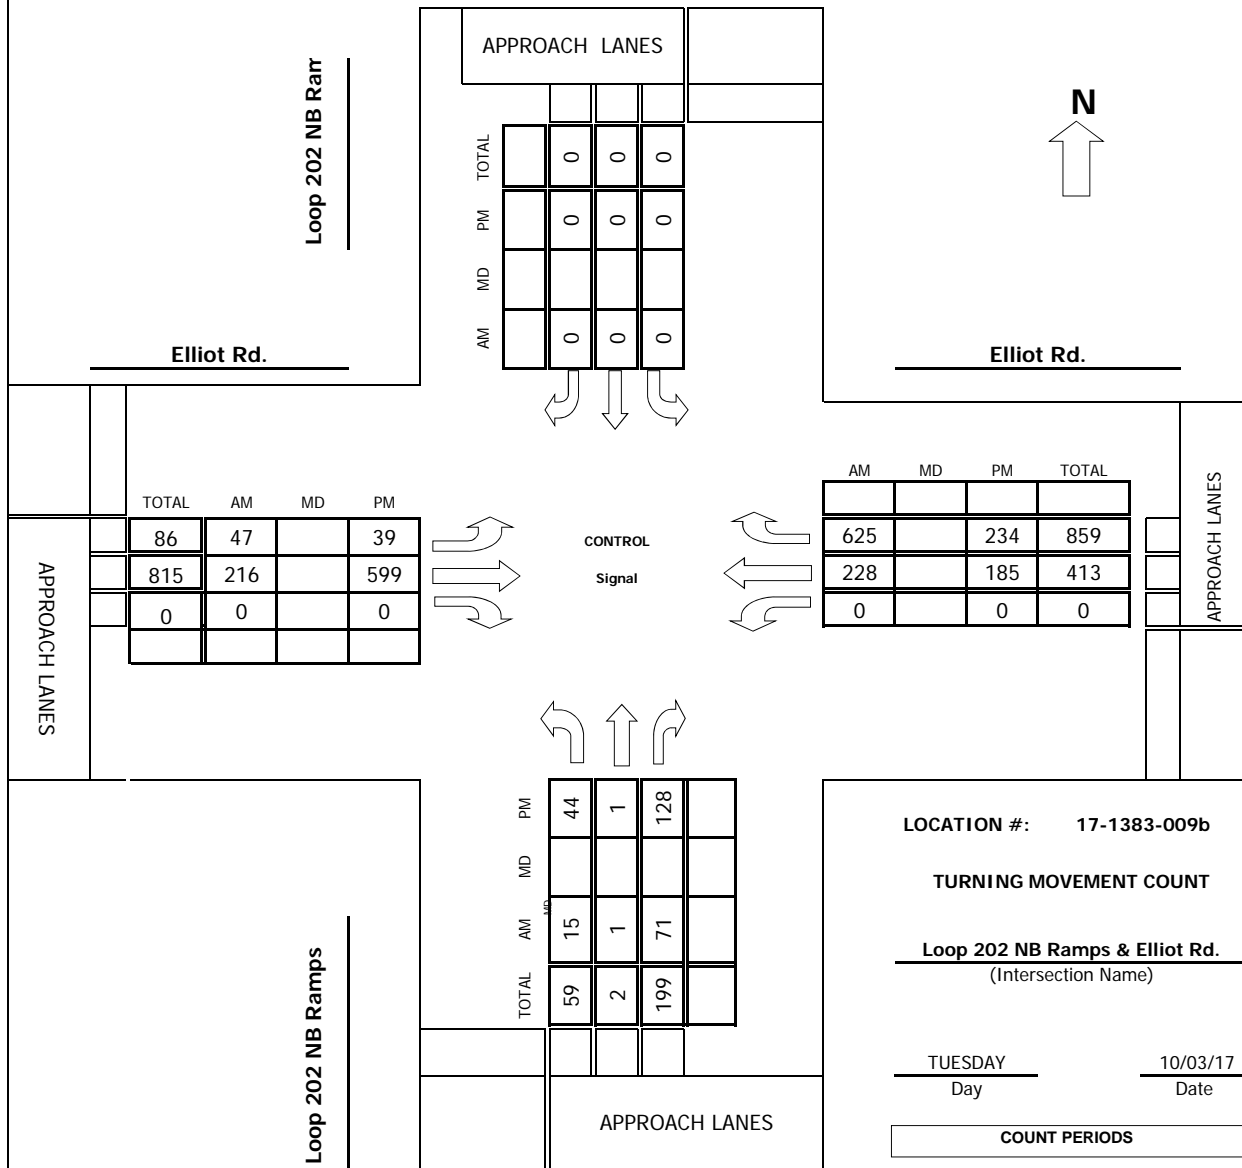 APPROACH LANES
Loop 202 NB Ram
N
TOTAL 0 0 0
PM 0 0 0
MD
AM 0 0 0
Elliot Rd.
Elliot Rd.
TOTAL AM MD PM
86 47 39
815 216 599
0 0 0
APPROACH LANES
CONTROL
Signal
AM MD PM TOTAL
625 234 859
228 185 413
0 0 0
APPROACH LANES
PM 44 1 128
MD
MD
AM 15 1 71
TOTAL 59 2 199
APPROACH LANES
Loop 202 NB Ramps
LOCATION #: 17-1383-009b
TURNING MOVEMENT COUNT
Loop 202 NB Ramps & Elliot Rd.
(Intersection Name)
TUESDAY 10/03/17
Day Date
COUNT PERIODS